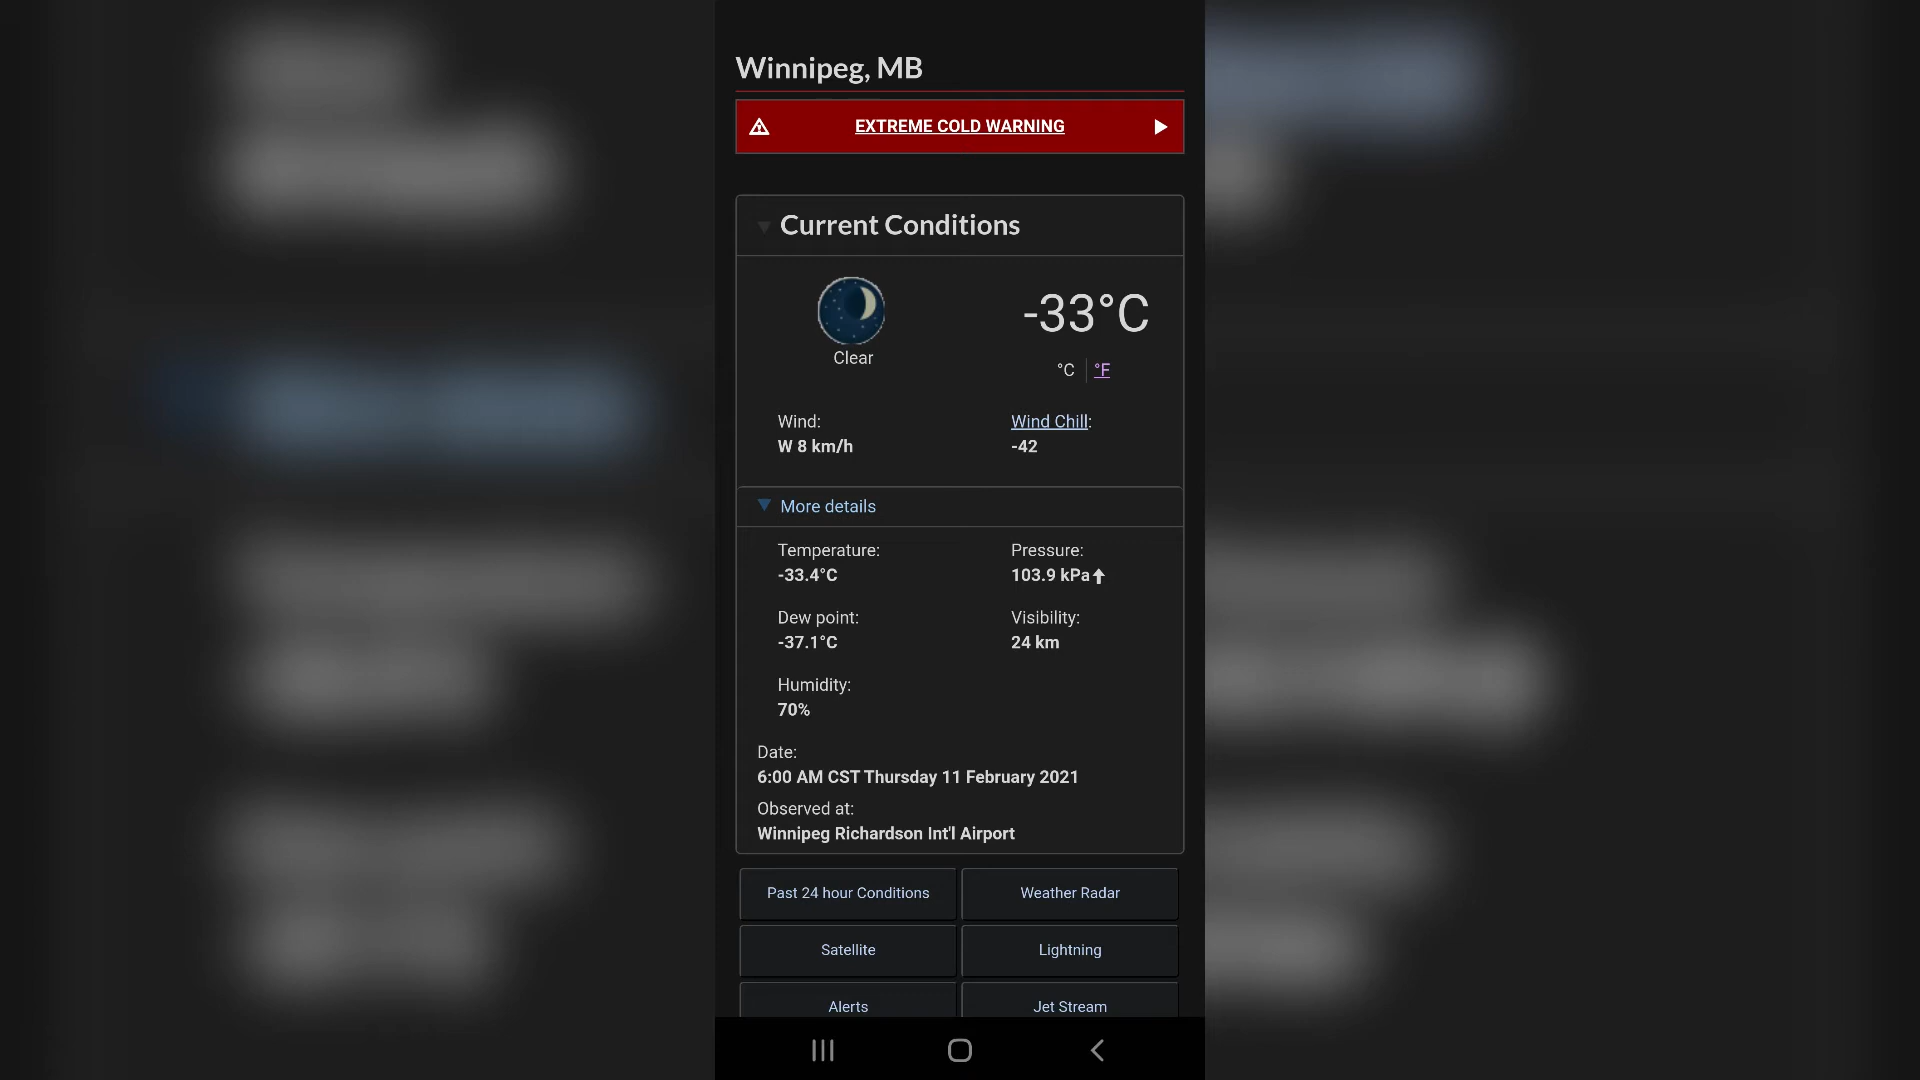 Winnipeg, MB
EXTREME COLD WARNING
Current Conditions
-33°C
Clear
°C
°F
Wind:
W 8 km/h
Wind Chill:
-42
More details
Temperature:
-33.4°C
Pressure:
103.9 kPa
Dew point:
-37.1°C
Visibility:
24 km
Humidity:
70%
Date:
6:00 AM CST Thursday 11 February 2021
Observed at:
Winnipeg Richardson Int'l Airport
Past 24 hour Conditions
Weather Radar
Satellite
Lightning
Alerts
Jet Stream